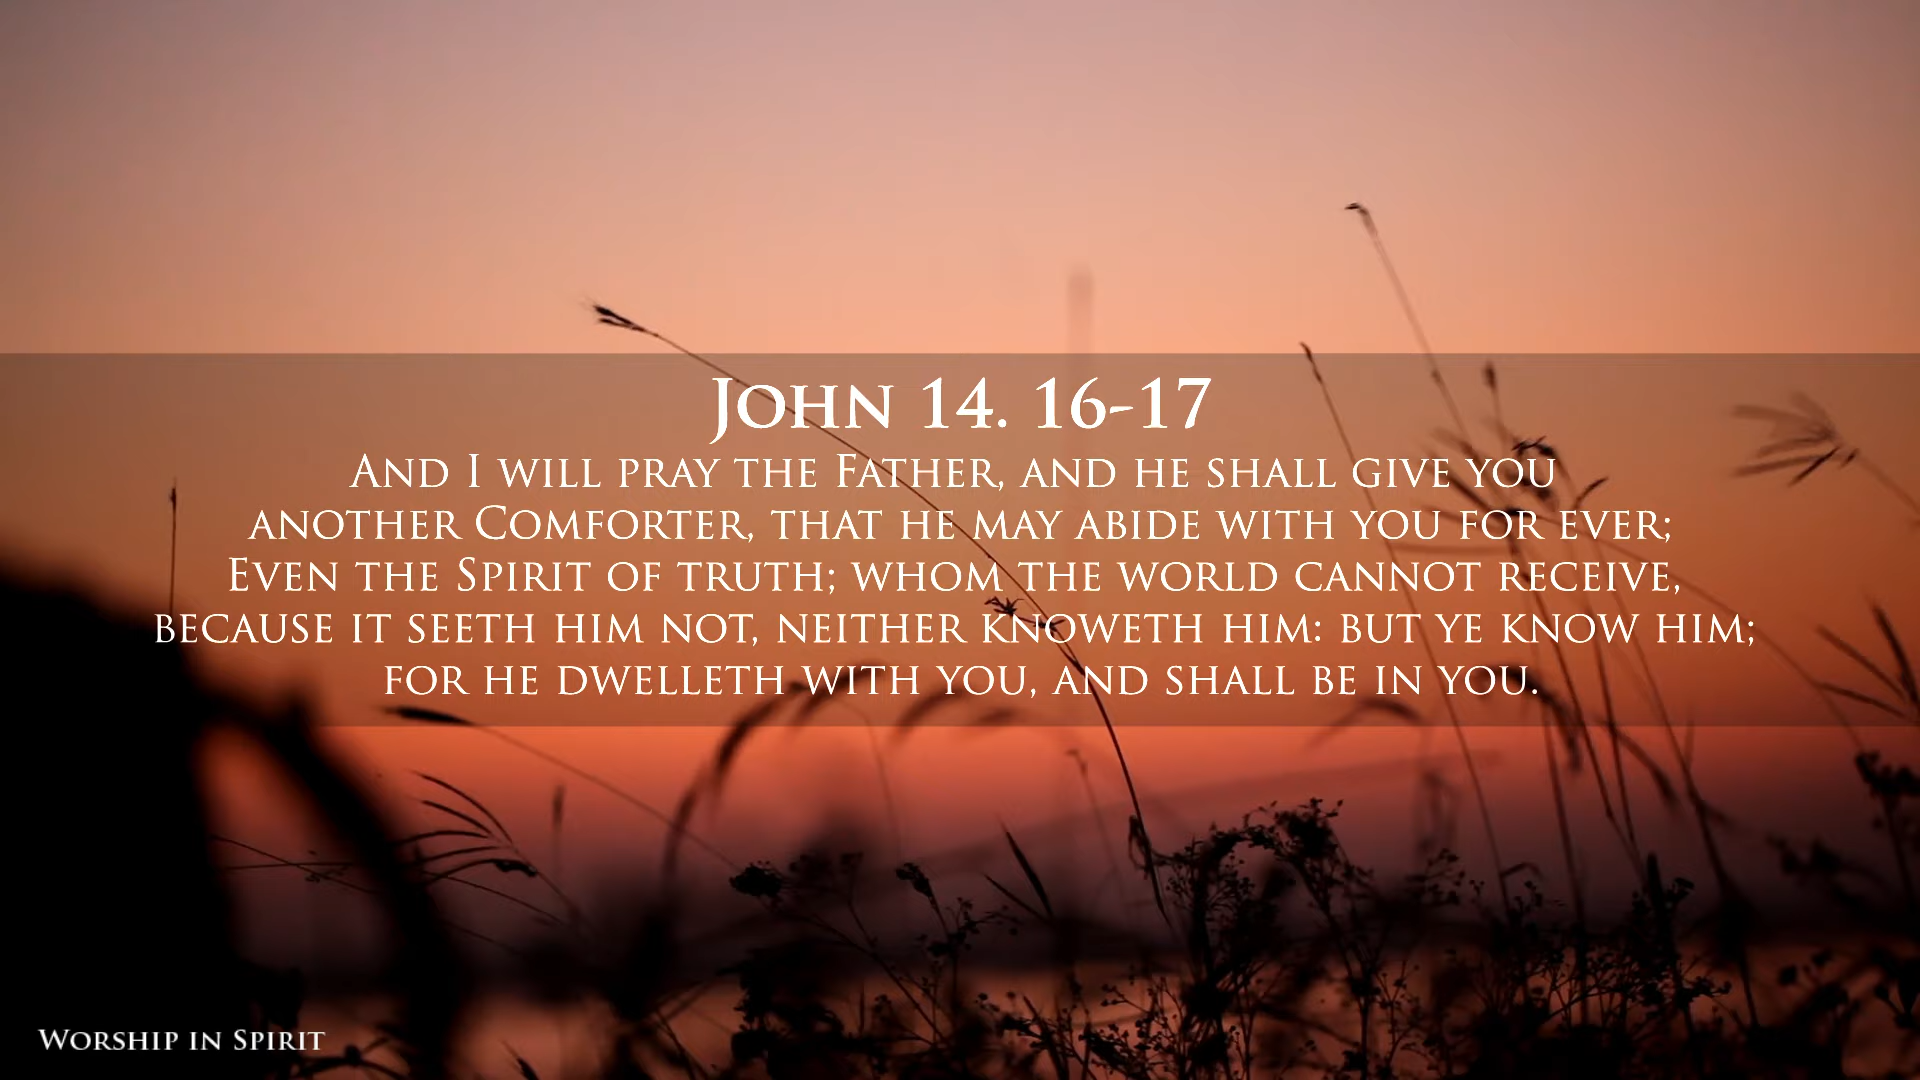 John 14. 16-17
And I will pray the Father, and he shall give you
another Comforter, that he may abide with you for ever;
Even the Spirit of truth; whom the world cannot receive,
because it seeth him not, neither knoweth him: but ye know him;
for he dwelleth with you, and shall be in you.
Worship in Spirit